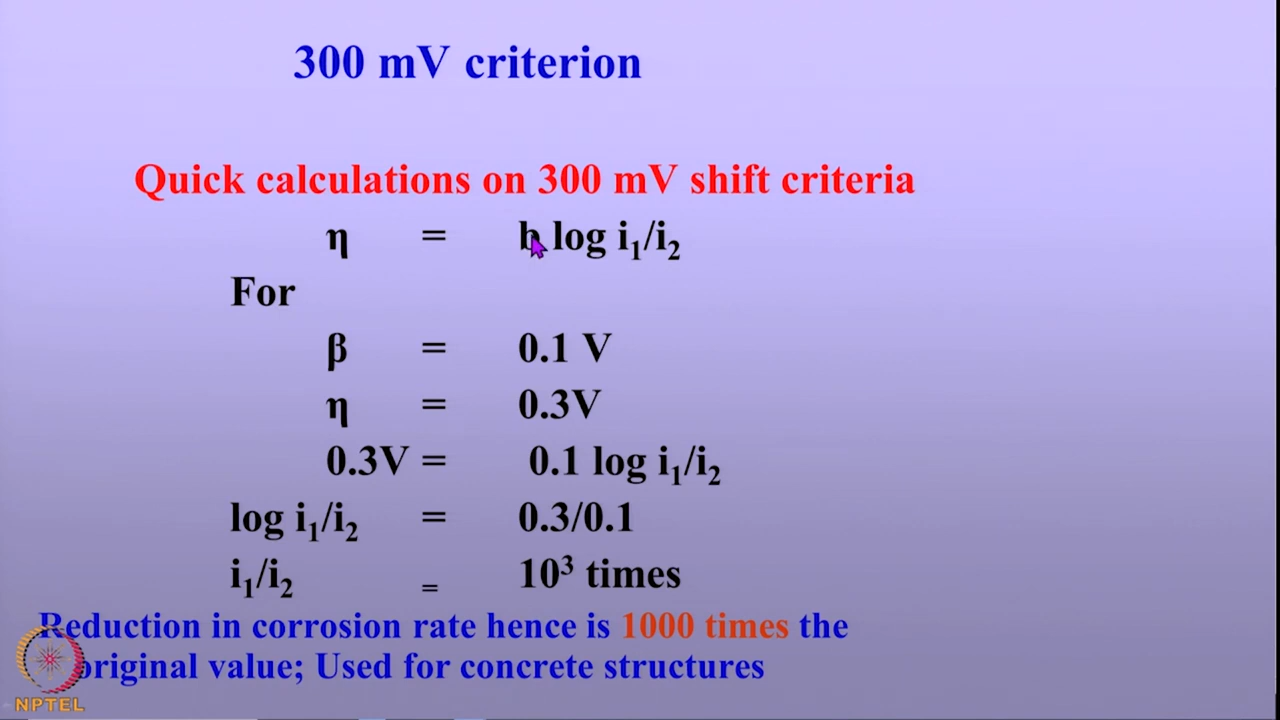 300 mV criterion
Quick calculations on 300 mV shift criteria
η = b log i₁/i₂
For
β = 0.1 V
η = 0.3V
0.3V = 0.1 log i₁/i₂
log i₁/i₂ = 0.3/0.1
i₁/i₂ = 10³ times
Reduction in corrosion rate hence is 1000 times the
original value; Used for concrete structures
NPTEL